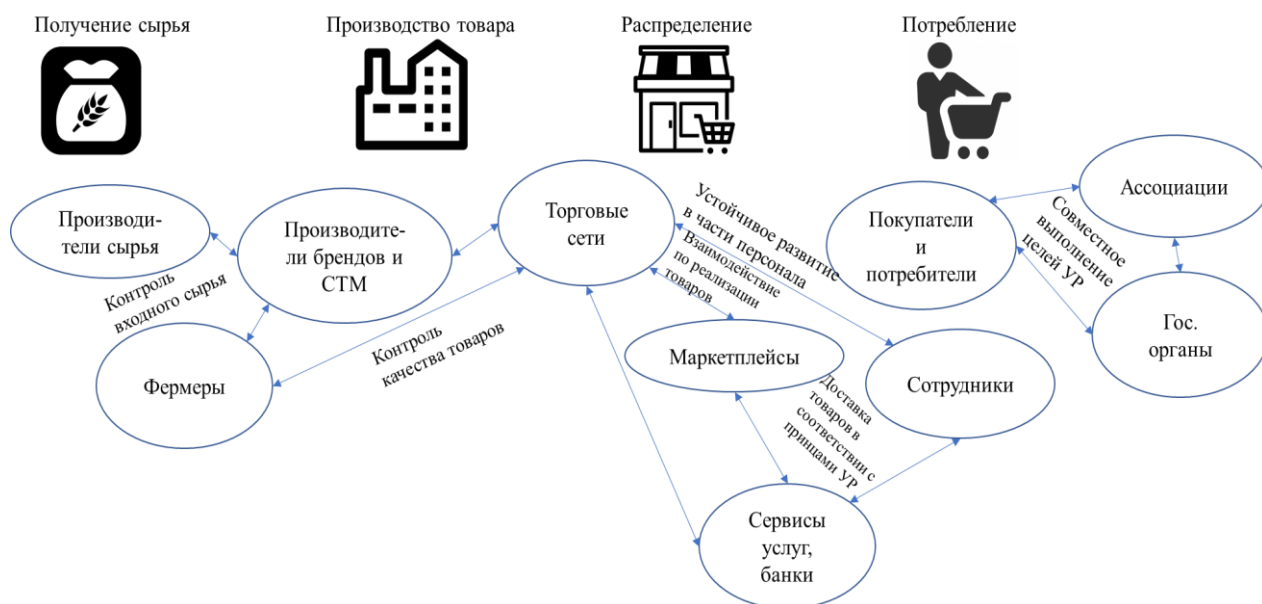 Получение сырья
Производство товара
Распределение
Потребление
Производи-
тели сырья
Производите-
ли брендов и
СТМ
Торговые
сети
Покупатели
и
потребители
Ассоциации
Гос.
органы
Фермеры
Маркетплейсы
Сотрудники
Сервисы
услуг,
банки
Контроль
входного сырья
Контроль
качества товаров
Устойчивое развитие
в части персонала
Взаимодействие
по реализации
товаров
Доставка
товаров в
соответствии с
принцами УР
Совместное
выполнение
целей УР